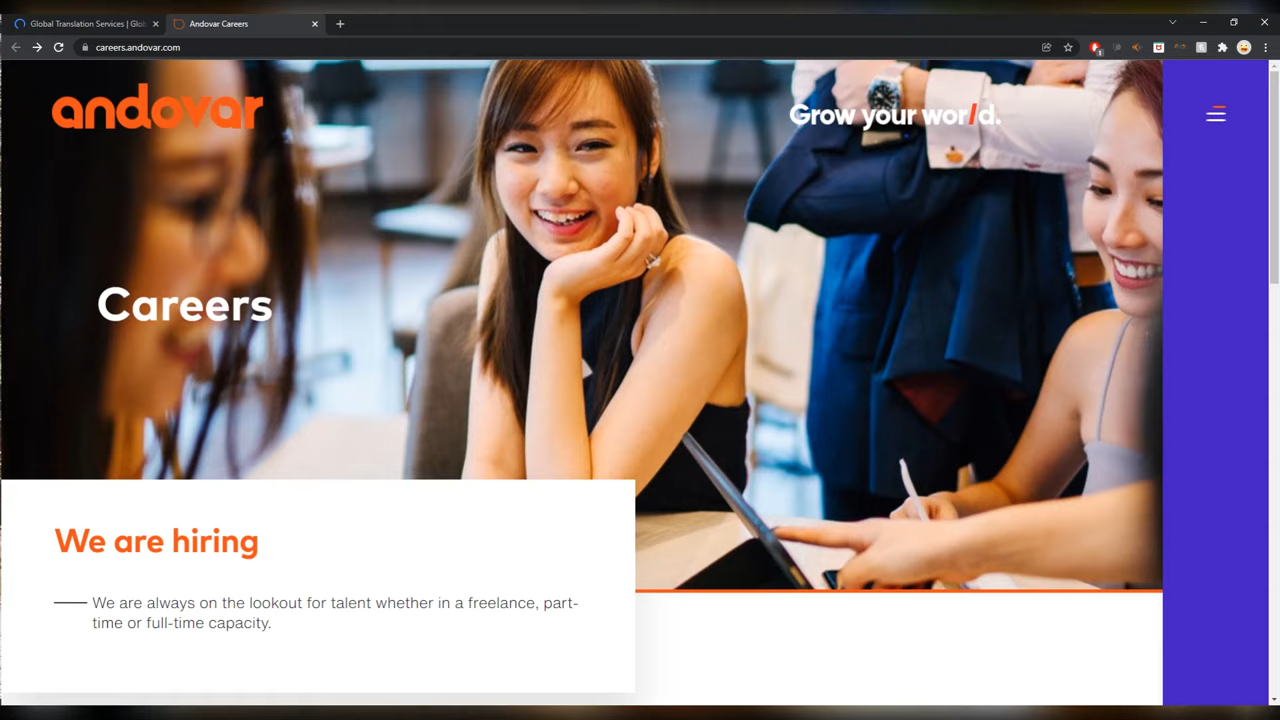 Global Translation Services | Glob
Andovar Careers
careers.andovar.com
andovar
Grow your world.
Careers
We are hiring
We are always on the lookout for talent whether in a freelance, part-
time or full-time capacity.